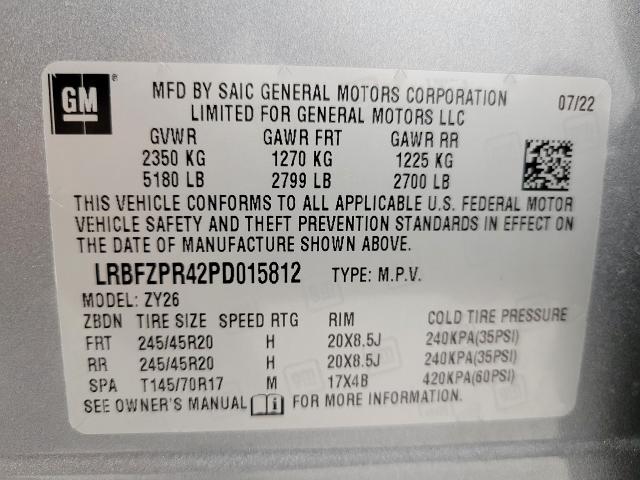 GM ®
MFD BY SAIC GENERAL MOTORS CORPORATION 07/22
LIMITED FOR GENERAL MOTORS LLC
GVWR GAWR FRT GAWR RR
2350 KG 1270 KG 1225 KG
5180 LB 2799 LB 2700 LB
THIS VEHICLE CONFORMS TO ALL APPLICABLE U.S. FEDERAL MOTOR
VEHICLE SAFETY AND THEFT PREVENTION STANDARDS IN EFFECT ON
THE DATE OF MANUFACTURE SHOWN ABOVE.
LRBFZPR42PD015812 TYPE: M.P.V.
MODEL: ZY26
ZBDN TIRE SIZE SPEED RTG RIM COLD TIRE PRESSURE
FRT 245/45R20 H 20X8.5J 240KPA(35PSI)
RR 245/45R20 H 20X8.5J 240KPA(35PSI)
SPA T145/70R17 M 17X4B 420KPA(60PSI)
SEE OWNER'S MANUAL FOR MORE INFORMATION.